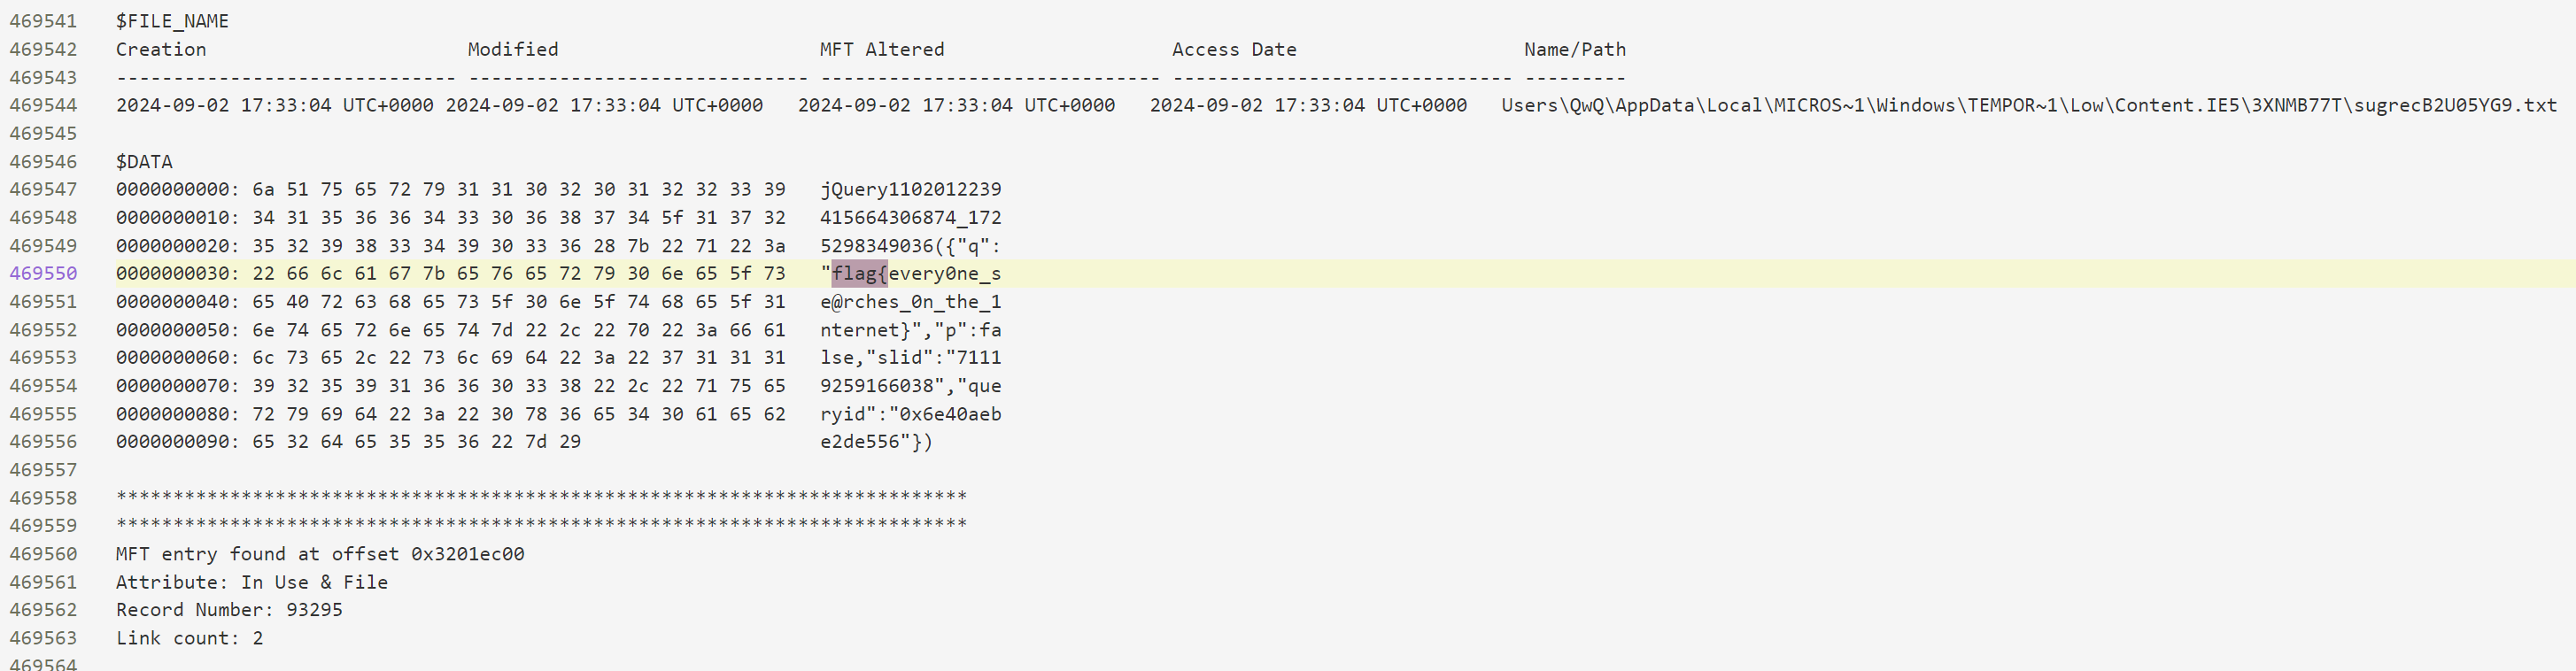 469541 $FILE_NAME
469542 Creation Modified MFT Altered Access Date Name/Path
469543 ------------------------------ ------------------------------ ------------------------------ ------------------------------ ---------
469544 2024-09-02 17:33:04 UTC+0000 2024-09-02 17:33:04 UTC+0000 2024-09-02 17:33:04 UTC+0000 2024-09-02 17:33:04 UTC+0000 Users\QwQ\AppData\Local\MICROS~1\Windows\TEMPOR~1\Low\Content.IE5\3XNMB77T\sugrecB2U05YG9.txt
469545
469546 $DATA
469547 0000000000: 6a 51 75 65 72 79 31 31 30 32 30 31 32 32 33 39 jQuery1102012239
469548 0000000010: 34 31 35 36 36 34 33 30 36 38 37 34 5f 31 37 32 415664306874_172
469549 0000000020: 35 32 39 38 33 34 39 30 33 36 28 7b 22 71 22 3a 5298349036({"q":
469550 0000000030: 22 66 6c 61 67 7b 65 76 65 72 79 30 6e 65 5f 73 "flag{every0ne_s
469551 0000000040: 65 40 72 63 68 65 73 5f 30 6e 5f 74 68 65 5f 31 e@rches_0n_the_1
469552 0000000050: 6e 74 65 72 6e 65 74 7d 22 2c 22 70 22 3a 66 61 nternet}","p":fa
469553 0000000060: 6c 73 65 2c 22 73 6c 69 64 22 3a 22 37 31 31 31 lse,"slid":"7111
469554 0000000070: 39 32 35 39 31 36 36 30 33 38 22 2c 22 71 75 65 9259166038","que
469555 0000000080: 72 79 69 64 22 3a 22 30 78 36 65 34 30 61 65 62 ryid":"0x6e40aeb
469556 0000000090: 65 32 64 65 35 35 36 22 7d 29 e2de556"})
469557
469558 ***************************************************************************
469559 ***************************************************************************
469560 MFT entry found at offset 0x3201ec00
469561 Attribute: In Use & File
469562 Record Number: 93295
469563 Link count: 2
469564